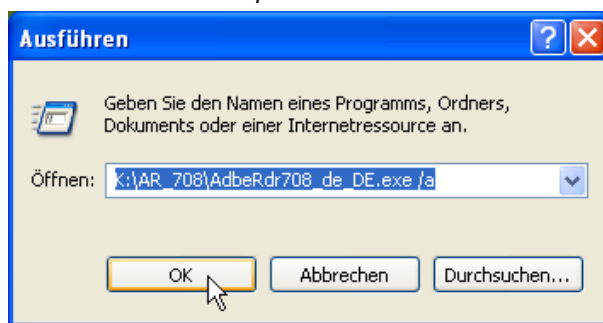 Ausführen
Geben Sie den Namen eines Programms, Ordners,
Dokuments oder einer Internetressource an.
Öffnen: X:\AR_708\AdbeRdr708_de_DE.exe /a
OK Abbrechen Durchsuchen...